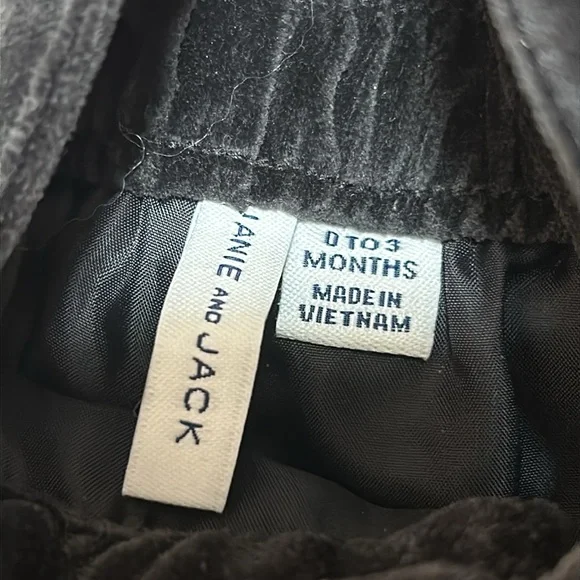 JANIE AND JACK
0 TO 3
MONTHS
MADE IN
VIETNAM